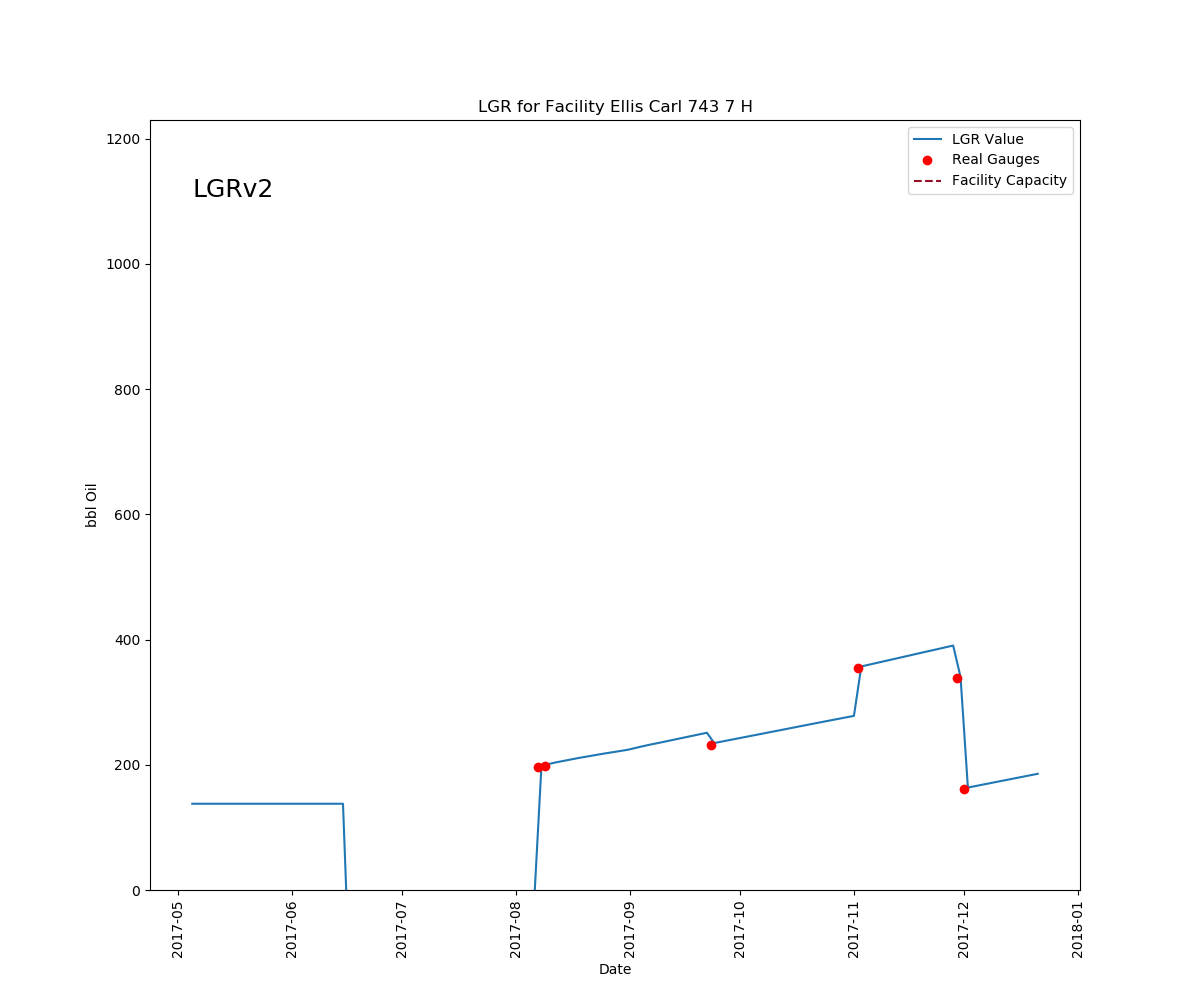 LGR for Facility Ellis Carl 743 7 H
LGR Value
Real Gauges
Facility Capacity
LGRv2
1200
1000
800
600
400
200
0
bbl Oil
2017-05
2017-06
2017-07
2017-08
2017-09
2017-10
2017-11
2017-12
2018-01
Date